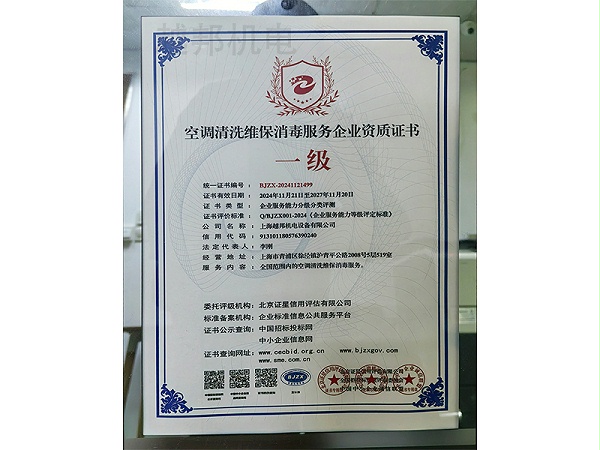 越邦机电
空调清洗维保消毒服务企业资质证书
一级
统一证书编号： BJZX-20241121499
证书有效日期： 2024年11月21日至2027年11月20日
证书类型： 企业服务能力分级分类评测
证书评价标准： Q/BJZX001-2024《企业服务能力等级评定标准》
公司名称： 上海越邦机电设备有限公司
信用代码： 913101180576390240
法定代表人： 李刚
经营地址： 上海市青浦区徐泾镇沪青平公路2008号5层519室
服务内容： 全国范围内的空调清洗维保消毒服务。
委托评级机构： 北京证星信用评估有限公司
标准备案机构： 企业标准信息公共服务平台
证书公示查询： 中国招标投标网
中小企业信息网
证书查询网址： www.cecbid.org.cn www.bjzxgov.com
www.sme.com.cn
BJZX